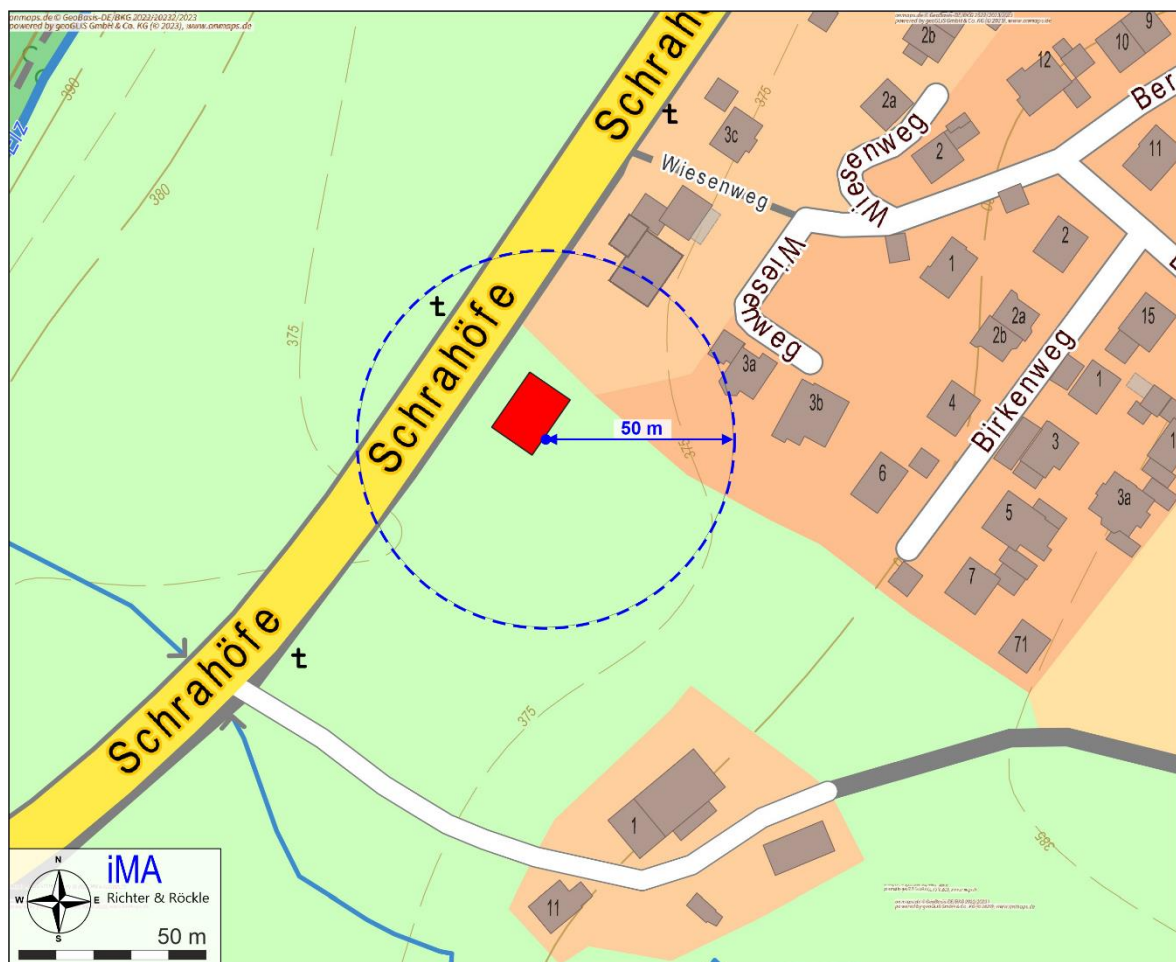 onmaps.de © GeoBasis-DE/BKG 2022/20232/2023
powered by geoGLIS GmbH & Co. KG (© 2023), www.onmaps.de
390
380
375
375
375
375
385
Schrahöfe
Schrahöfe
Schrahöfe
t
t
t
Wiesenweg
Wiesenweg
Wiesenweg
Birkenweg
Ber
9
10
12
2b
2a
3c
2
11
2
1
2a
2b
15
1
3a
3b
4
3
6
5
3a
7
71
50 m
1
11
N
W
E
S
iMA
Richter & Röckle
50 m